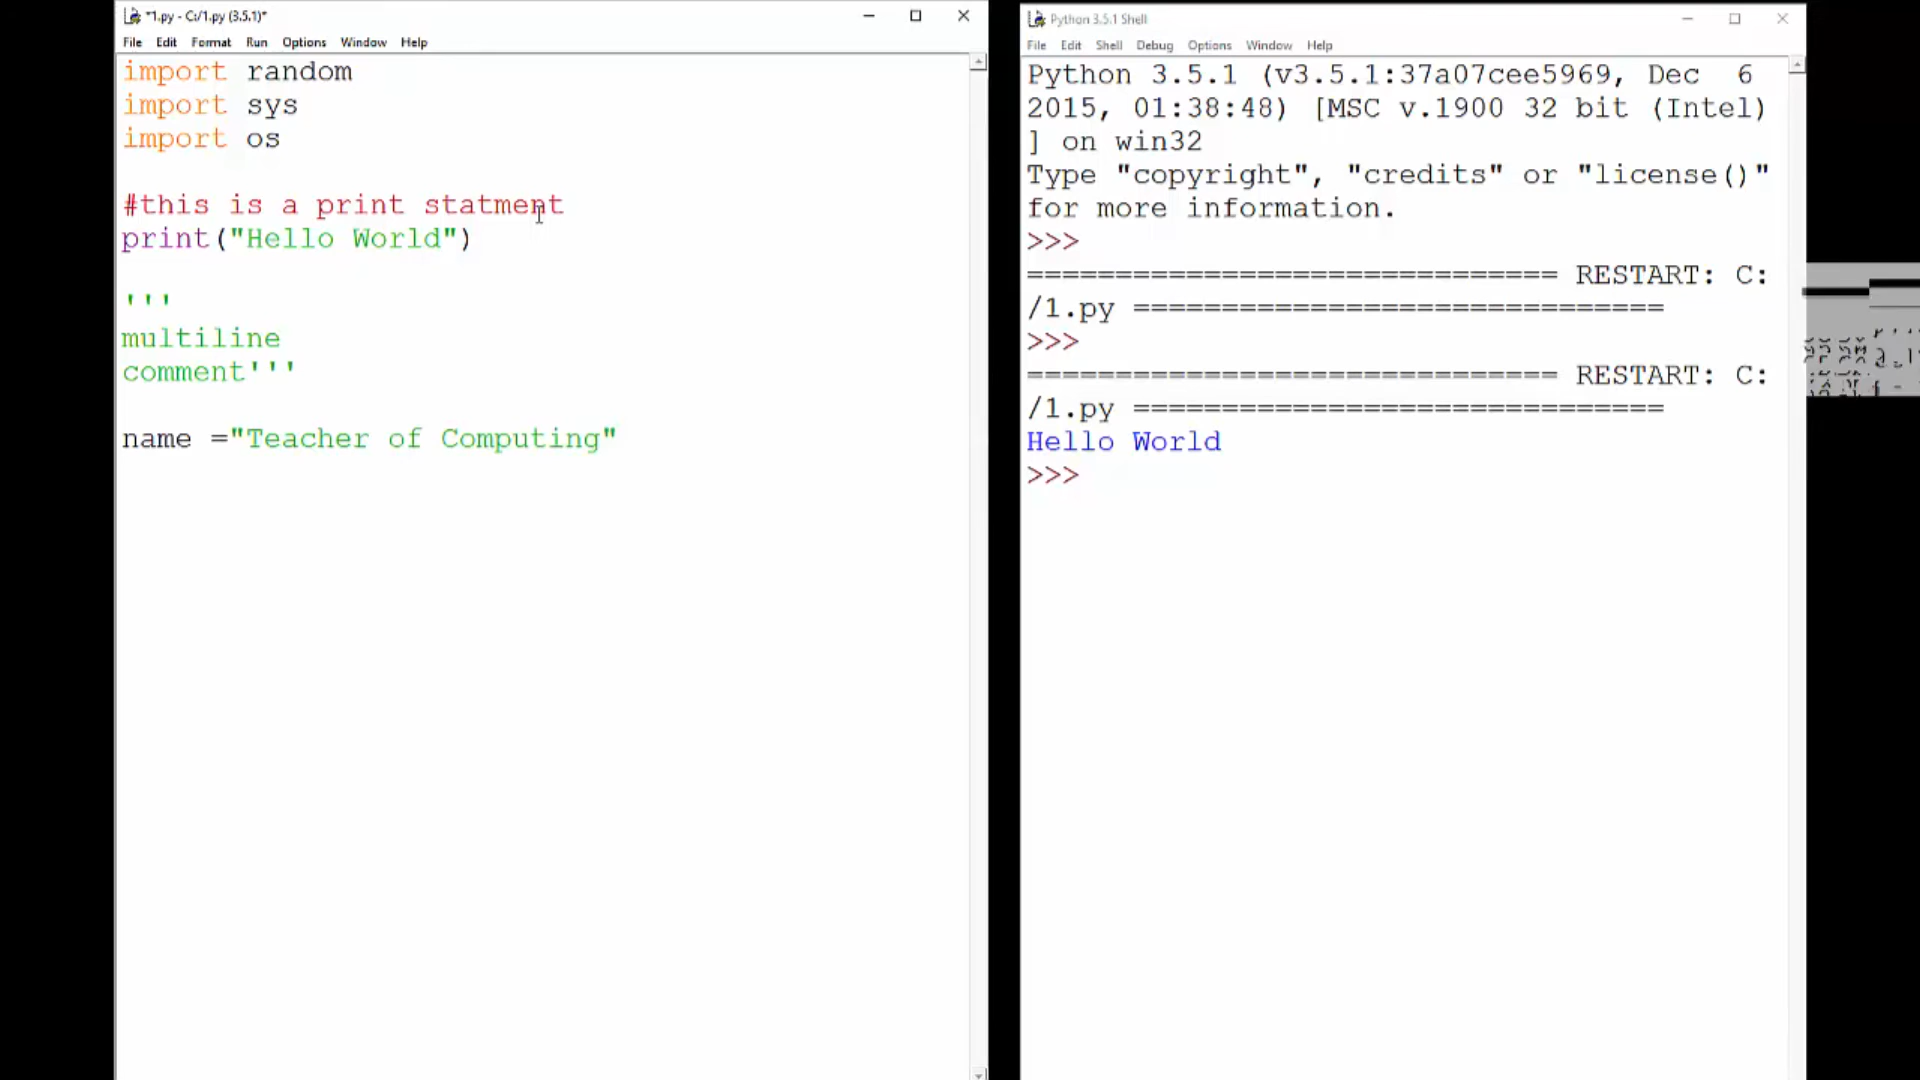 *1.py - C:/1.py (3.5.1)*
File Edit Format Run Options Window Help
import random
import sys
import os
#this is a print statment
print("Hello World")
'''
multiline
comment'''
name ="Teacher of Computing"
Python 3.5.1 Shell
File Edit Shell Debug Options Window Help
Python 3.5.1 (v3.5.1:37a07cee5969, Dec  6
2015, 01:38:48) [MSC v.1900 32 bit (Intel)
] on win32
Type "copyright", "credits" or "license()"
for more information.
>>>
============================== RESTART: C:
/1.py ==============================
>>>
============================== RESTART: C:
/1.py ==============================
Hello World
>>>